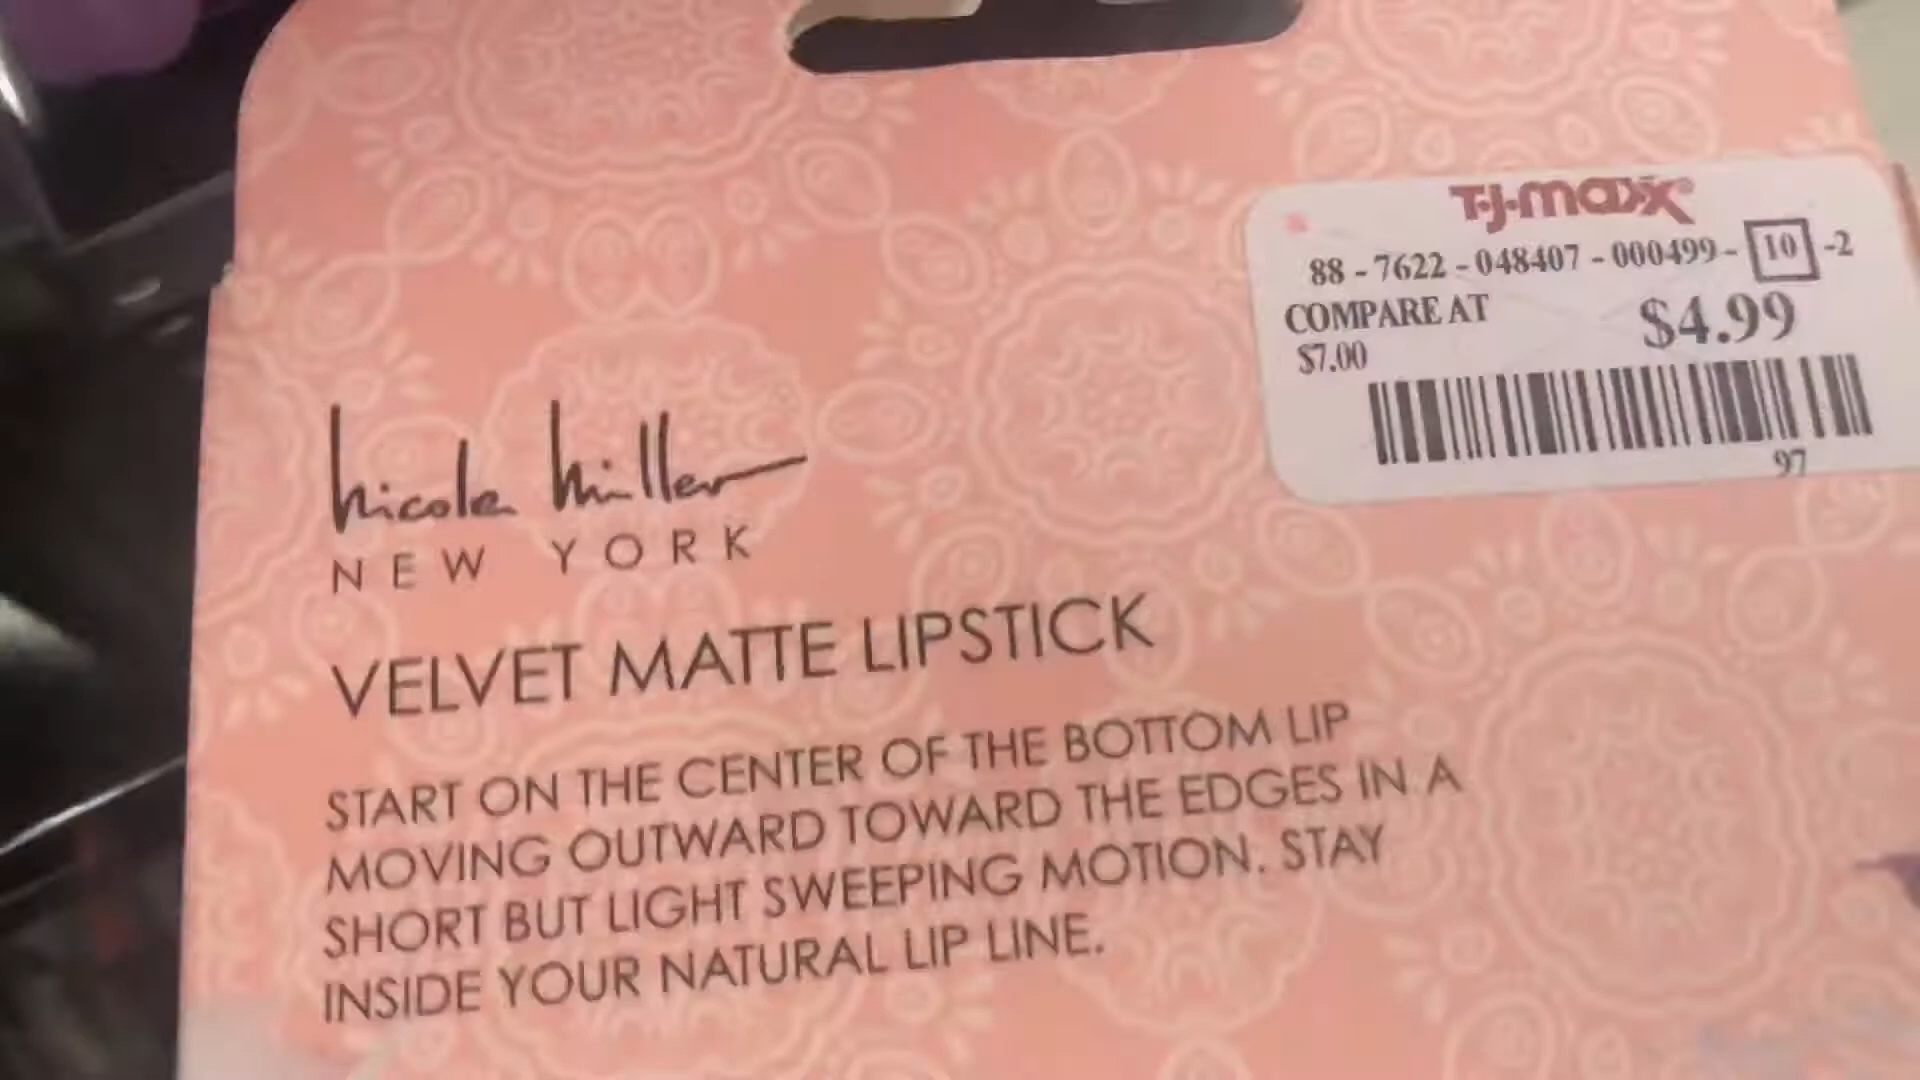 T·J·maxx
88 - 7622 - 048407 - 000499 - 10 -2
COMPARE AT $4.99
$7.00
97
nicole miller
NEW YORK
VELVET MATTE LIPSTICK
START ON THE CENTER OF THE BOTTOM LIP
MOVING OUTWARD TOWARD THE EDGES IN A
SHORT BUT LIGHT SWEEPING MOTION. STAY
INSIDE YOUR NATURAL LIP LINE.